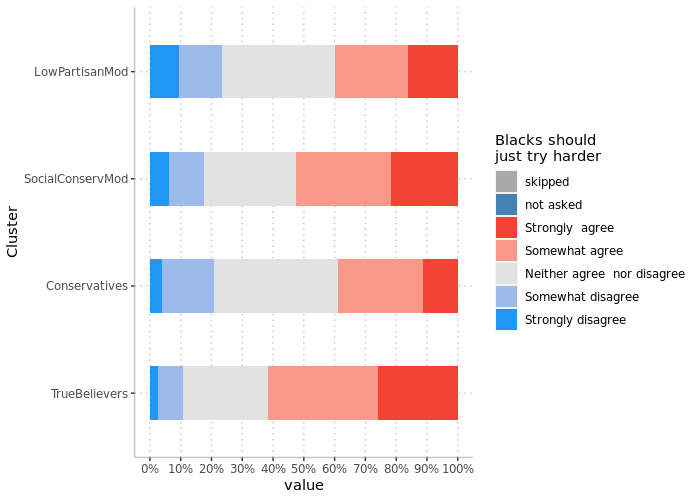 LowPartisanMod
SocialConservMod
Conservatives
TrueBelievers
Cluster
0% 10% 20% 30% 40% 50% 60% 70% 80% 90% 100%
value
Blacks should
just try harder
skipped
not asked
Strongly  agree
Somewhat agree
Neither agree  nor disagree
Somewhat disagree
Strongly disagree